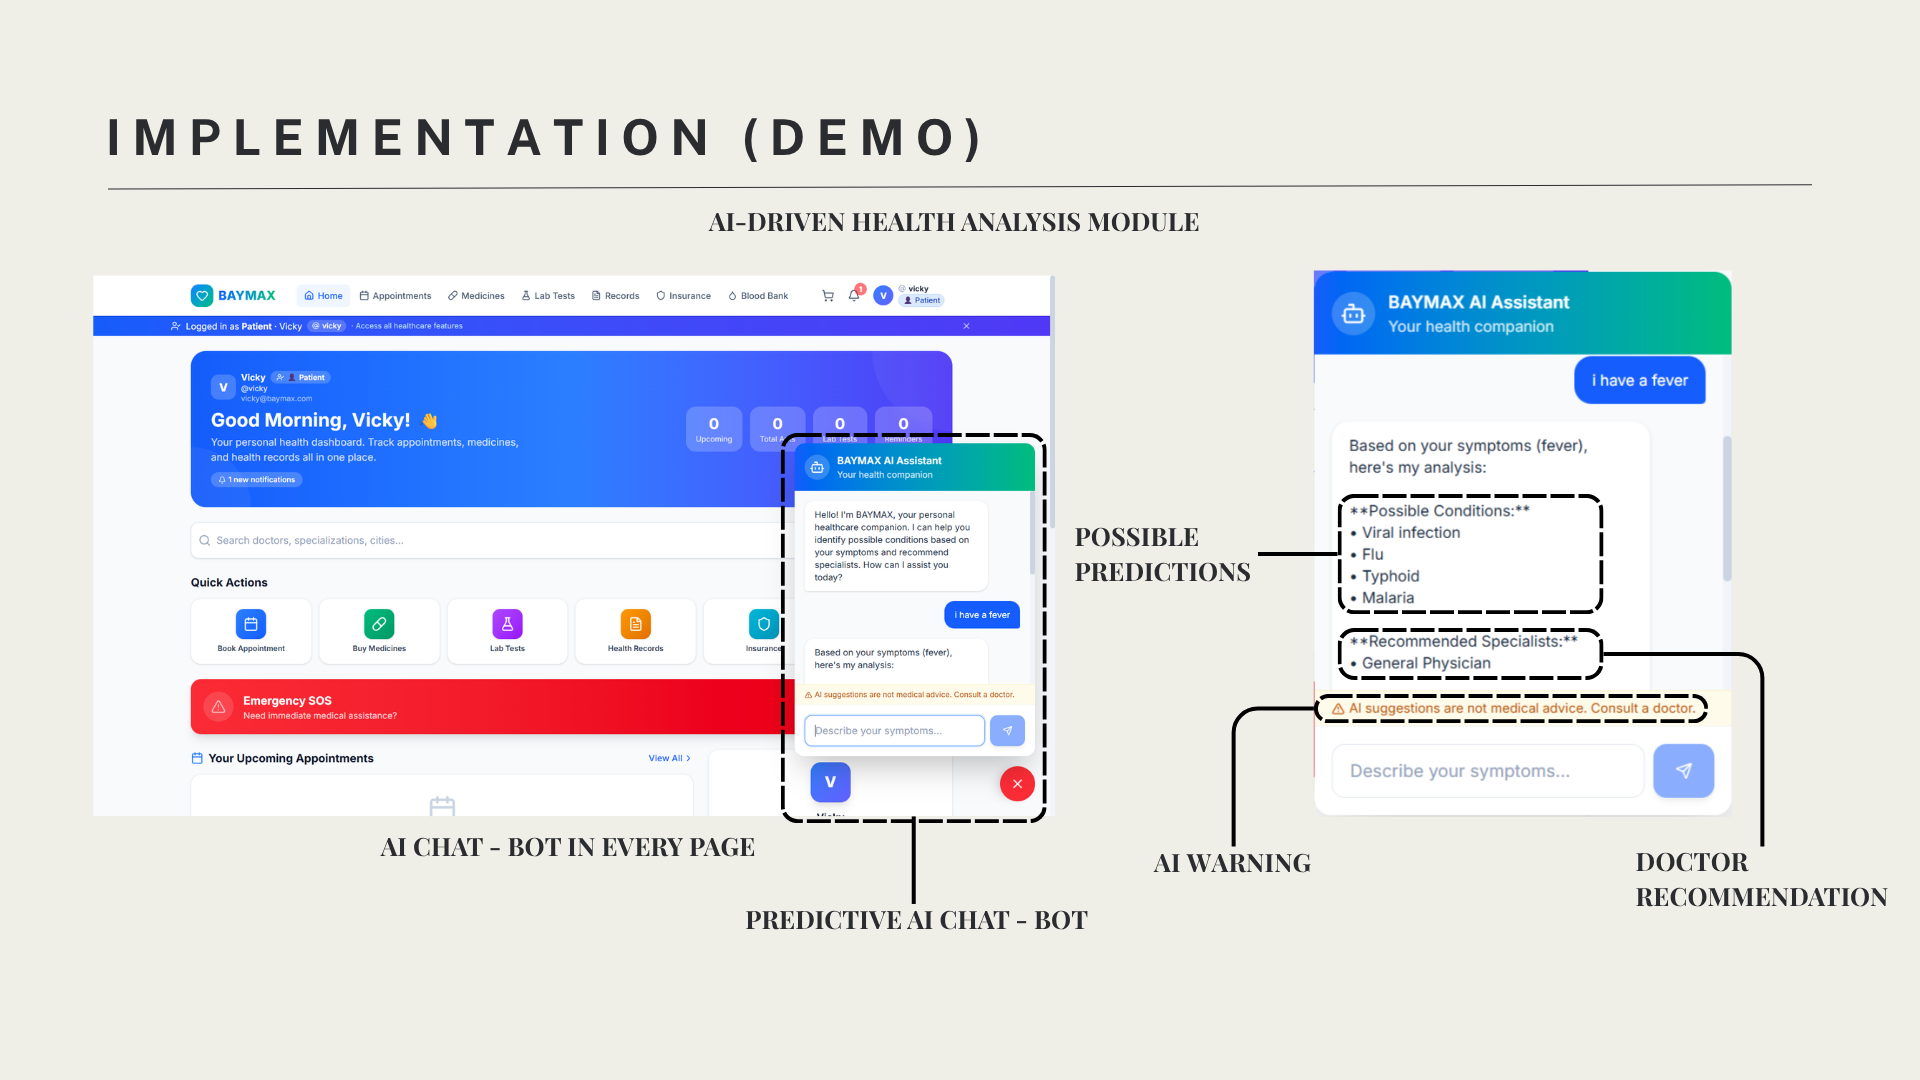 IMPLEMENTATION (DEMO)
AI-DRIVEN HEALTH ANALYSIS MODULE
BAYMAX
Home
Appointments
Medicines
Lab Tests
Records
Insurance
Blood Bank
1
V
@ vicky
Patient
Logged in as Patient · Vicky @ vicky · Access all healthcare features
V
Vicky Patient
@vicky
vicky@baymax.com
Good Morning, Vicky! 👋
Your personal health dashboard. Track appointments, medicines,
and health records all in one place.
1 new notifications
0
Upcoming
0
Total
0
Lab Tests
0
Reminders
Search doctors, specializations, cities...
Quick Actions
Book Appointment
Buy Medicines
Lab Tests
Health Records
Insurance
Emergency SOS
Need immediate medical assistance?
Your Upcoming Appointments
View All >
BAYMAX AI Assistant
Your health companion
Hello! I'm BAYMAX, your personal
healthcare companion. I can help you
identify possible conditions based on
your symptoms and recommend
specialists. How can I assist you
today?
i have a fever
Based on your symptoms (fever),
here's my analysis:
AI suggestions are not medical advice. Consult a doctor.
Describe your symptoms...
V
AI CHAT - BOT IN EVERY PAGE
PREDICTIVE AI CHAT - BOT
POSSIBLE
PREDICTIONS
BAYMAX AI Assistant
Your health companion
i have a fever
Based on your symptoms (fever),
here's my analysis:
**Possible Conditions:**
• Viral infection
• Flu
• Typhoid
• Malaria
**Recommended Specialists:**
• General Physician
AI suggestions are not medical advice. Consult a doctor.
Describe your symptoms...
AI WARNING
DOCTOR
RECOMMENDATION